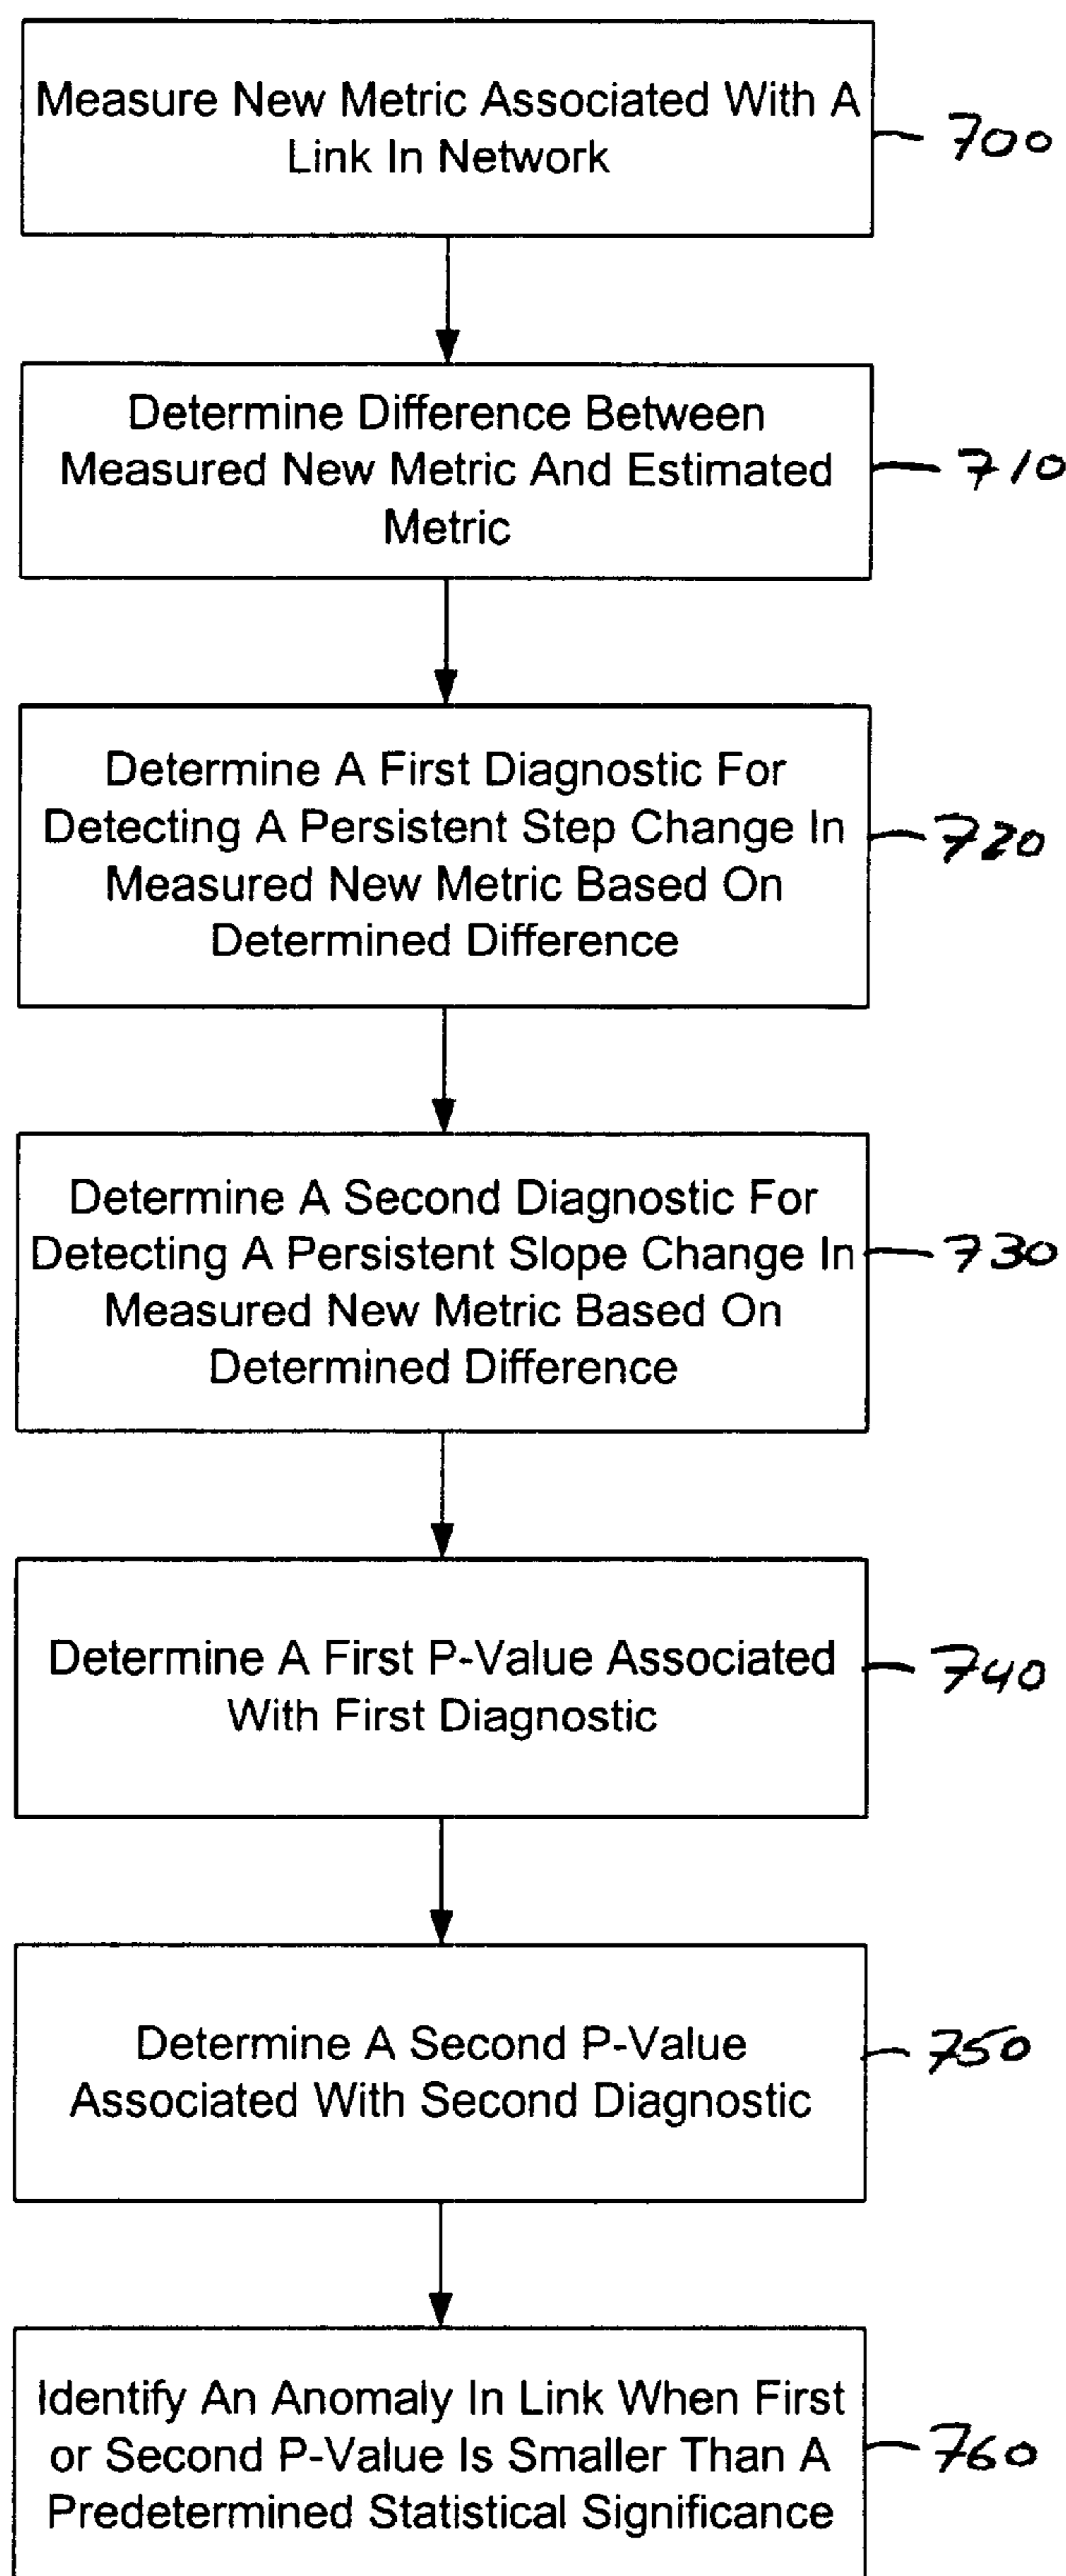 Measure New Metric Associated With A
Link In Network
700
Determine Difference Between
Measured New Metric And Estimated
Metric
710
Determine A First Diagnostic For
Detecting A Persistent Step Change In
Measured New Metric Based On
Determined Difference
720
Determine A Second Diagnostic For
Detecting A Persistent Slope Change In
Measured New Metric Based On
Determined Difference
730
Determine A First P-Value Associated
With First Diagnostic
740
Determine A Second P-Value
Associated With Second Diagnostic
750
Identify An Anomaly In Link When First
or Second P-Value Is Smaller Than A
Predetermined Statistical Significance
760